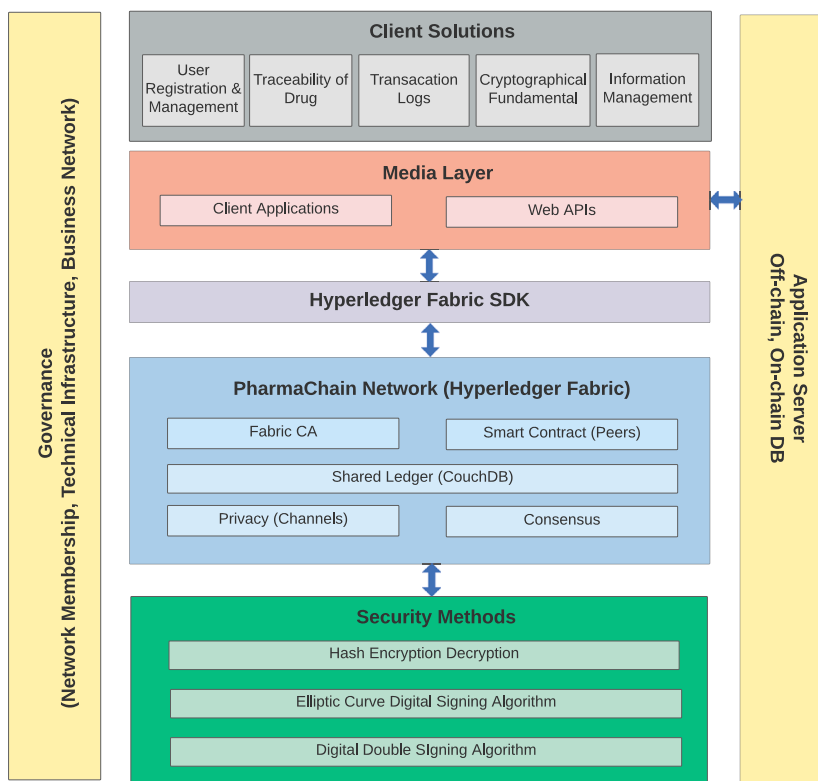 Governance
(Network Membership, Technical Infrastructure, Business Network)
Client Solutions
User
Registration &
Management
Traceability of
Drug
Transacation
Logs
Cryptographical
Fundamental
Information
Management
Media Layer
Client Applications
Web APIs
Hyperledger Fabric SDK
PharmaChain Network (Hyperledger Fabric)
Fabric CA
Smart Contract (Peers)
Shared Ledger (CouchDB)
Privacy (Channels)
Consensus
Security Methods
Hash Encryption Decryption
Elliptic Curve Digital Signing Algorithm
Digital Double SIgning Algorithm
Application Server
Off-chain, On-chain DB